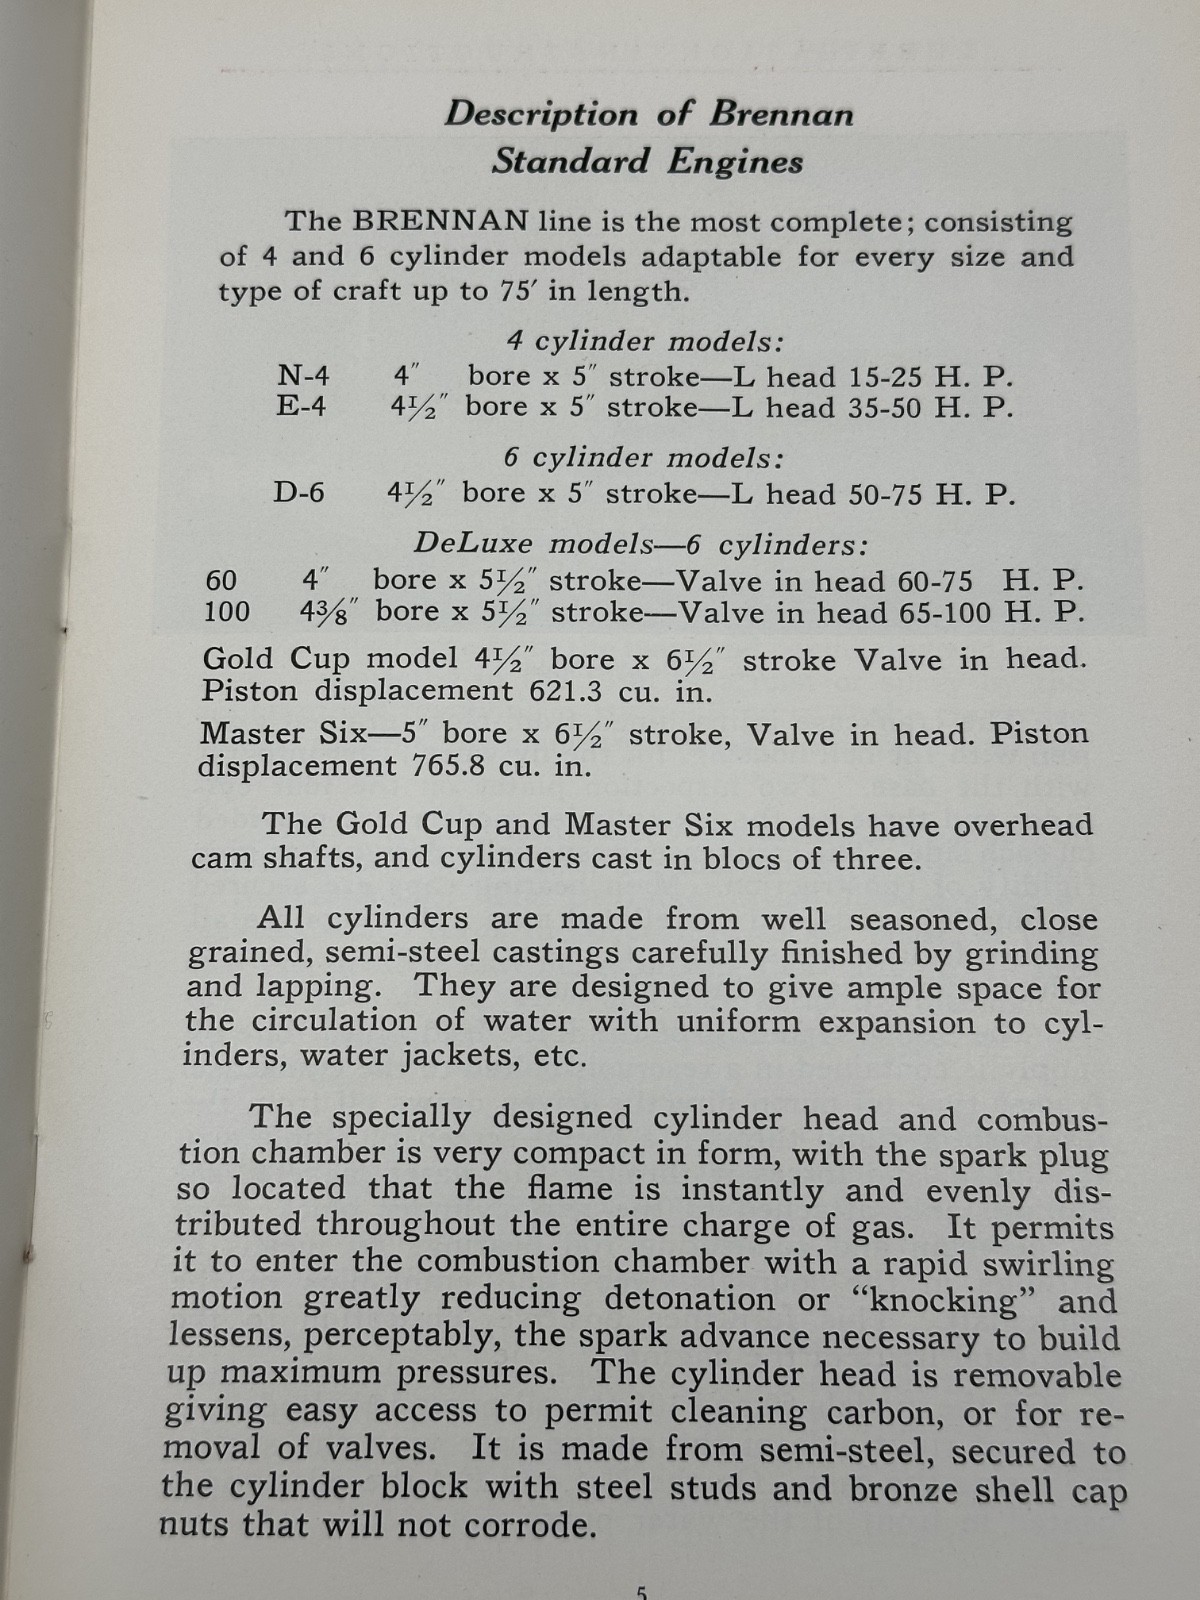 Description of Brennan
Standard Engines
The BRENNAN line is the most complete; consisting
of 4 and 6 cylinder models adaptable for every size and
type of craft up to 75′ in length.
4 cylinder models:
N-4 4″ bore x 5″ stroke—L head 15-25 H. P.
E-4 4½″ bore x 5″ stroke—L head 35-50 H. P.
6 cylinder models:
D-6 4½″ bore x 5″ stroke—L head 50-75 H. P.
DeLuxe models—6 cylinders:
60 4″ bore x 5½″ stroke—Valve in head 60-75 H. P.
100 4⅜″ bore x 5½″ stroke—Valve in head 65-100 H. P.
Gold Cup model 4½″ bore x 6½″ stroke Valve in head.
Piston displacement 621.3 cu. in.
Master Six—5″ bore x 6½″ stroke, Valve in head. Piston
displacement 765.8 cu. in.
The Gold Cup and Master Six models have overhead
cam shafts, and cylinders cast in blocs of three.
All cylinders are made from well seasoned, close
grained, semi-steel castings carefully finished by grinding
and lapping. They are designed to give ample space for
the circulation of water with uniform expansion to cyl-
inders, water jackets, etc.
The specially designed cylinder head and combus-
tion chamber is very compact in form, with the spark plug
so located that the flame is instantly and evenly dis-
tributed throughout the entire charge of gas. It permits
it to enter the combustion chamber with a rapid swirling
motion greatly reducing detonation or “knocking” and
lessens, perceptably, the spark advance necessary to build
up maximum pressures. The cylinder head is removable
giving easy access to permit cleaning carbon, or for re-
moval of valves. It is made from semi-steel, secured to
the cylinder block with steel studs and bronze shell cap
nuts that will not corrode.
5